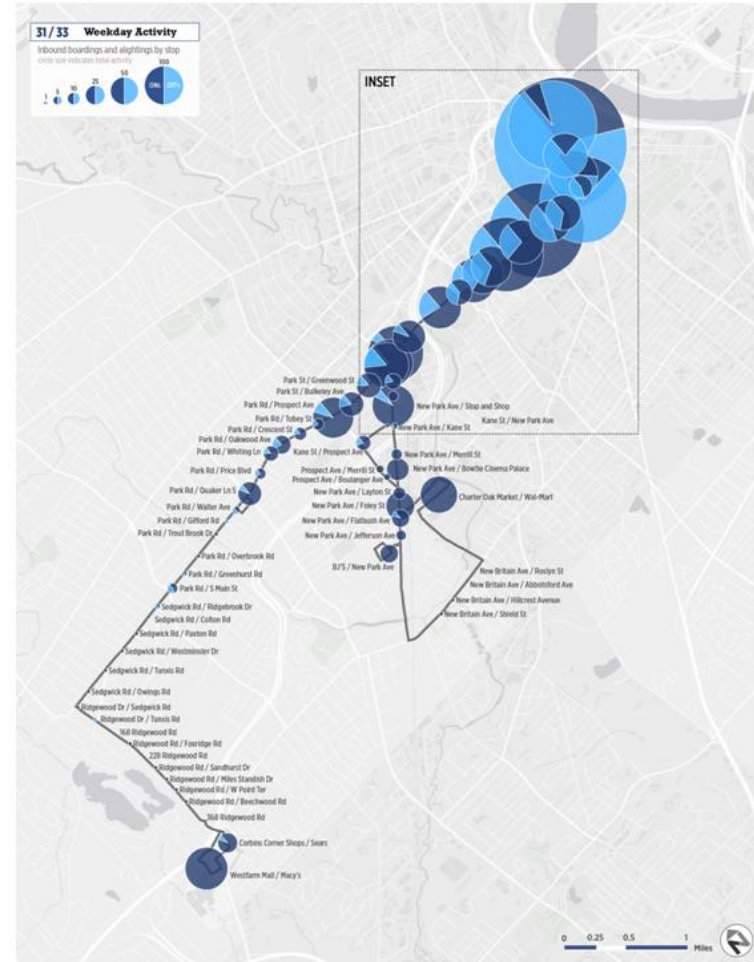 31 / 33 Weekday Activity
Inbound boardings and alightings by stop
circle size indicates total activity
1 5 10 25 50 100
INSET
Park St / Greenwood St
Park St / Bulkeley Ave
Park Rd / Prospect Ave
Park Rd / Tobey St
Park Rd / Crescent St
Park Rd / Oakwood Ave
Park Rd / Whiting Ln
Park Rd / Price Blvd
Park Rd / Quaker Ln S
Park Rd / Walter Ave
Park Rd / Gifford Rd
Park Rd / Trout Brook Dr
Park Rd / Overbrook Rd
Park Rd / Greenhurst Rd
Park Rd / S Main St
Sedgwick Rd / Ridgebrook Dr
Sedgwick Rd / Colton Rd
Sedgwick Rd / Paxton Rd
Sedgwick Rd / Westminster Dr
Sedgwick Rd / Tunxis Rd
Sedgwick Rd / Owings Rd
Ridgewood Dr / Sedgwick Rd
Ridgewood Dr / Tunxis Rd
168 Ridgewood Rd
Ridgewood Rd / Foxridge Rd
228 Ridgewood Rd
Ridgewood Rd / Sandhurst Dr
Ridgewood Rd / Miles Standish Dr
Ridgewood Rd / W Point Ter
Ridgewood Rd / Beechwood Rd
368 Ridgewood Rd
Corbins Corner Shops / Sears
Westfarm Mall / Macy's
New Park Ave / Stop and Shop
Kane St / New Park Ave
New Park Ave / Kane St
Kane St / Prospect Ave
New Park Ave / Merrill St
New Park Ave / Bowtie Cinema Palace
Prospect Ave / Merrill St
Prospect Ave / Boulanger Ave
New Park Ave / Layton St
Charter Oak Market / Wal-Mart
New Park Ave / Foley St
New Park Ave / Flatbush Ave
New Park Ave / Jefferson Ave
BJ'S / New Park Ave
New Britain Ave / Roslyn St
New Britain Ave / Abbotsford Ave
New Britain Ave / Hillcrest Avenue
New Britain Ave / Shield St
0 0.25 0.5 1
Miles